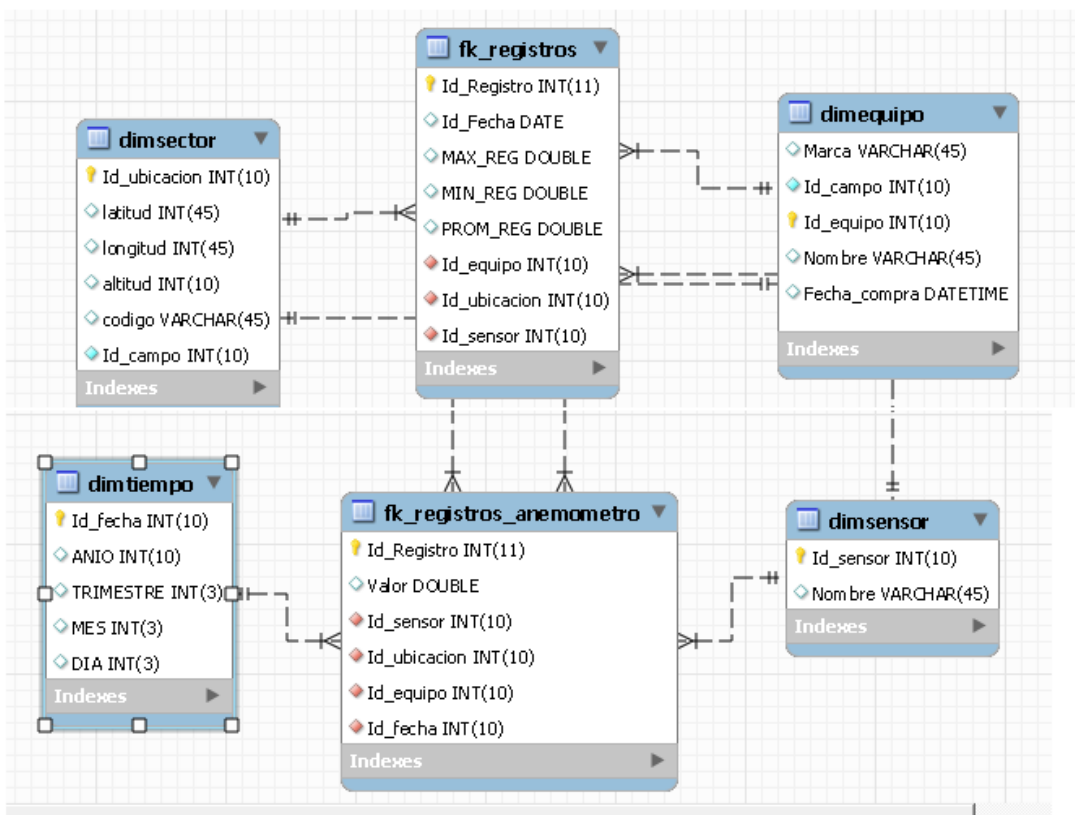 fk_registros
Id_Registro INT(11)
Id_Fecha DATE
MAX_REG DOUBLE
MIN_REG DOUBLE
PROM_REG DOUBLE
Id_equipo INT(10)
Id_ubicacion INT(10)
Id_sensor INT(10)
Indexes
dimsector
Id_ubicacion INT(10)
latitud INT(45)
longitud INT(45)
altitud INT(10)
codigo VARCHAR(45)
Id_campo INT(10)
Indexes
dimequipo
Marca VARCHAR(45)
Id_campo INT(10)
Id_equipo INT(10)
Nombre VARCHAR(45)
Fecha_compra DATETIME
Indexes
dimtiempo
Id_fecha INT(10)
ANIO INT(10)
TRIMESTRE INT(3)
MES INT(3)
DIA INT(3)
Indexes
fk_registros_anemometro
Id_Registro INT(11)
Valor DOUBLE
Id_sensor INT(10)
Id_ubicacion INT(10)
Id_equipo INT(10)
Id_fecha INT(10)
Indexes
dimsensor
Id_sensor INT(10)
Nombre VARCHAR(45)
Indexes